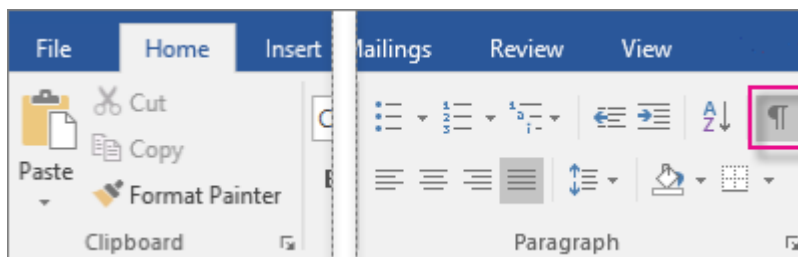 File Home Insert Mailings Review View
Cut
Copy
Paste
Format Painter
Clipboard
Paragraph
A
Z
¶